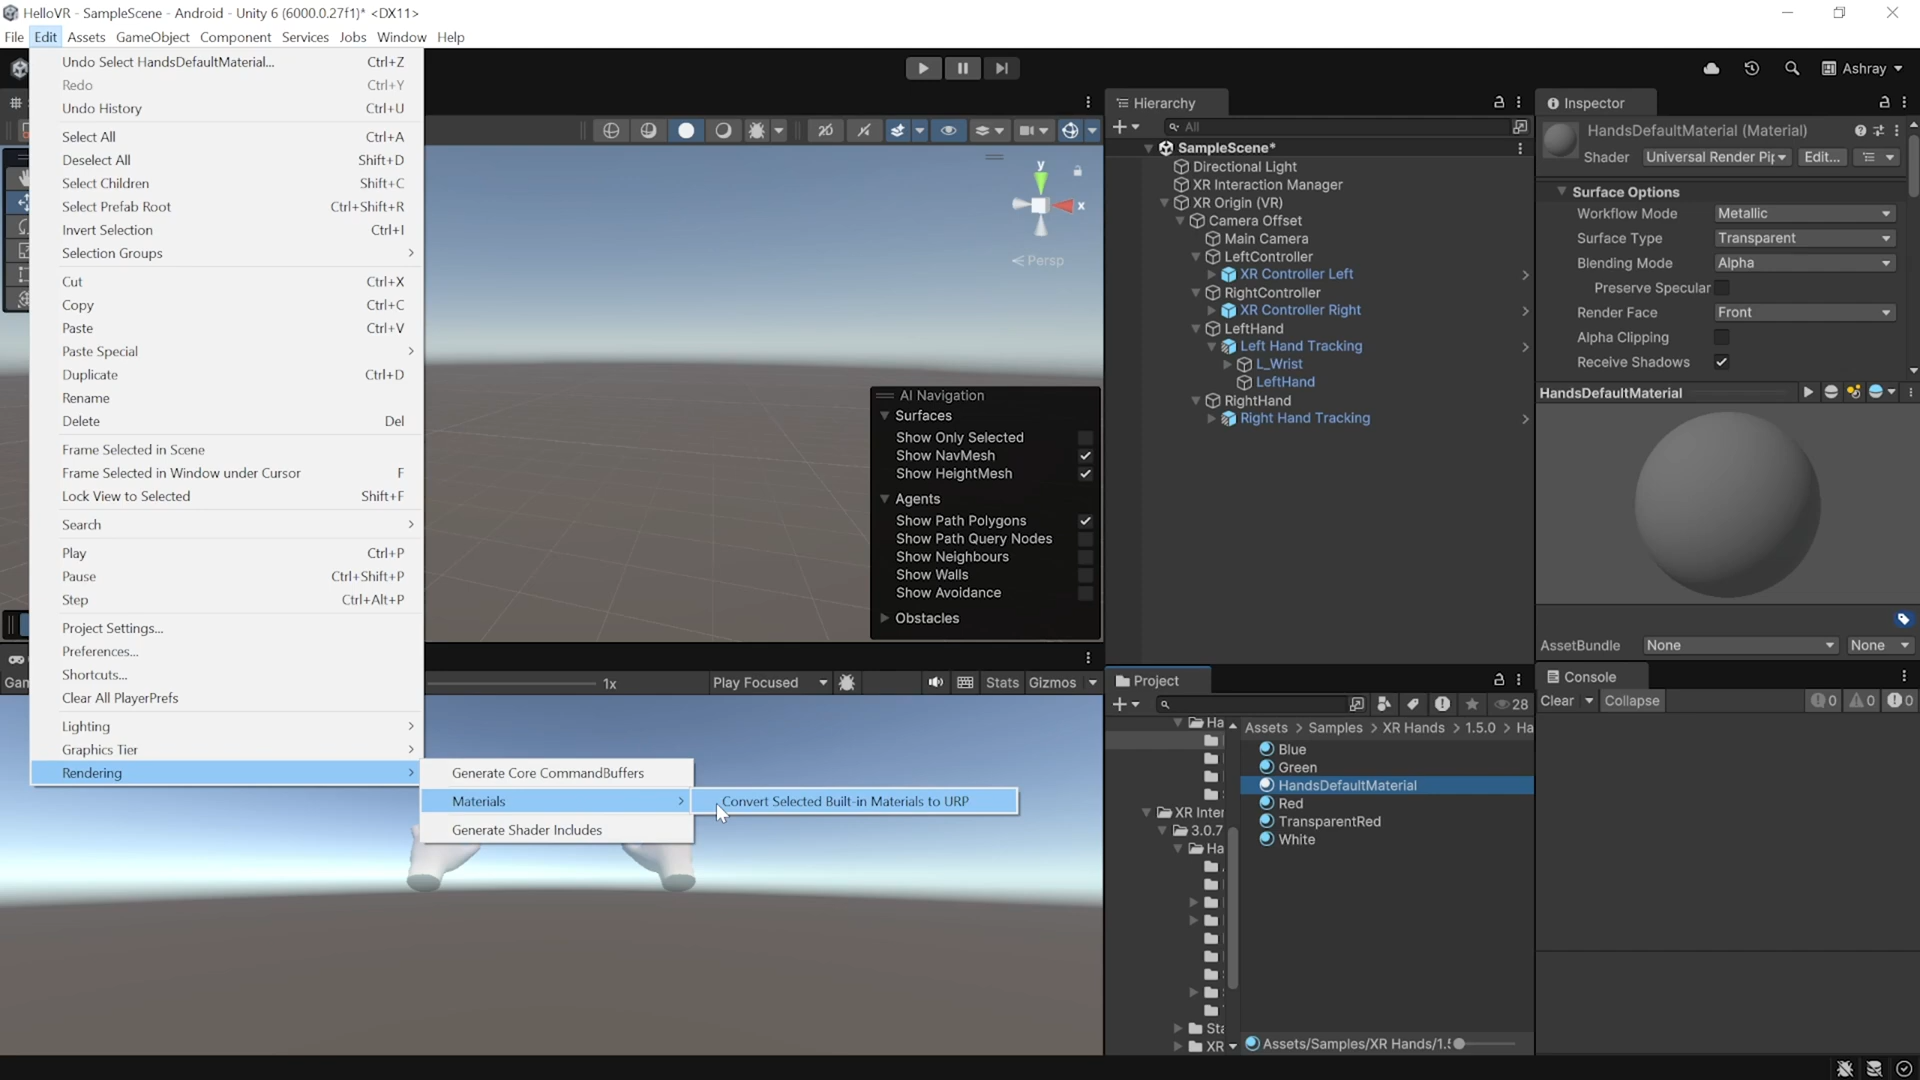 HelloVR - SampleScene - Android - Unity 6 (6000.0.27f1)* <DX11>
File Edit Assets GameObject Component Services Jobs Window Help
Undo Select HandsDefaultMaterial... Ctrl+Z
Redo Ctrl+Y
Undo History Ctrl+U
Select All Ctrl+A
Deselect All Shift+D
Select Children Shift+C
Select Prefab Root Ctrl+Shift+R
Invert Selection Ctrl+I
Selection Groups
Cut Ctrl+X
Copy Ctrl+C
Paste Ctrl+V
Paste Special
Duplicate Ctrl+D
Rename
Delete Del
Frame Selected in Scene
Frame Selected in Window under Cursor F
Lock View to Selected Shift+F
Search
Play Ctrl+P
Pause Ctrl+Shift+P
Step Ctrl+Alt+P
Project Settings...
Preferences...
Shortcuts...
Clear All PlayerPrefs
Lighting
Graphics Tier
Rendering
Generate Core CommandBuffers
Materials
Generate Shader Includes
Convert Selected Built-in Materials to URP
y
x
Persp
AI Navigation
Surfaces
Show Only Selected
Show NavMesh
Show HeightMesh
Agents
Show Path Polygons
Show Path Query Nodes
Show Neighbours
Show Walls
Show Avoidance
Obstacles
Gam
1x Play Focused Stats Gizmos
Ashray
Hierarchy
All
SampleScene*
Directional Light
XR Interaction Manager
XR Origin (VR)
Camera Offset
Main Camera
LeftController
XR Controller Left
RightController
XR Controller Right
LeftHand
Left Hand Tracking
L_Wrist
LeftHand
RightHand
Right Hand Tracking
Inspector
HandsDefaultMaterial (Material)
Shader Universal Render Pip Edit...
Surface Options
Workflow Mode Metallic
Surface Type Transparent
Blending Mode Alpha
Preserve Specular
Render Face Front
Alpha Clipping
Receive Shadows
HandsDefaultMaterial
AssetBundle None None
Project
28
Ha
XR Inter
3.0.7
Ha
Sta
XR
Assets > Samples > XR Hands > 1.5.0 > Ha
Blue
Green
HandsDefaultMaterial
Red
TransparentRed
White
Assets/Samples/XR Hands/1.5
Console
Clear Collapse 0 0 0